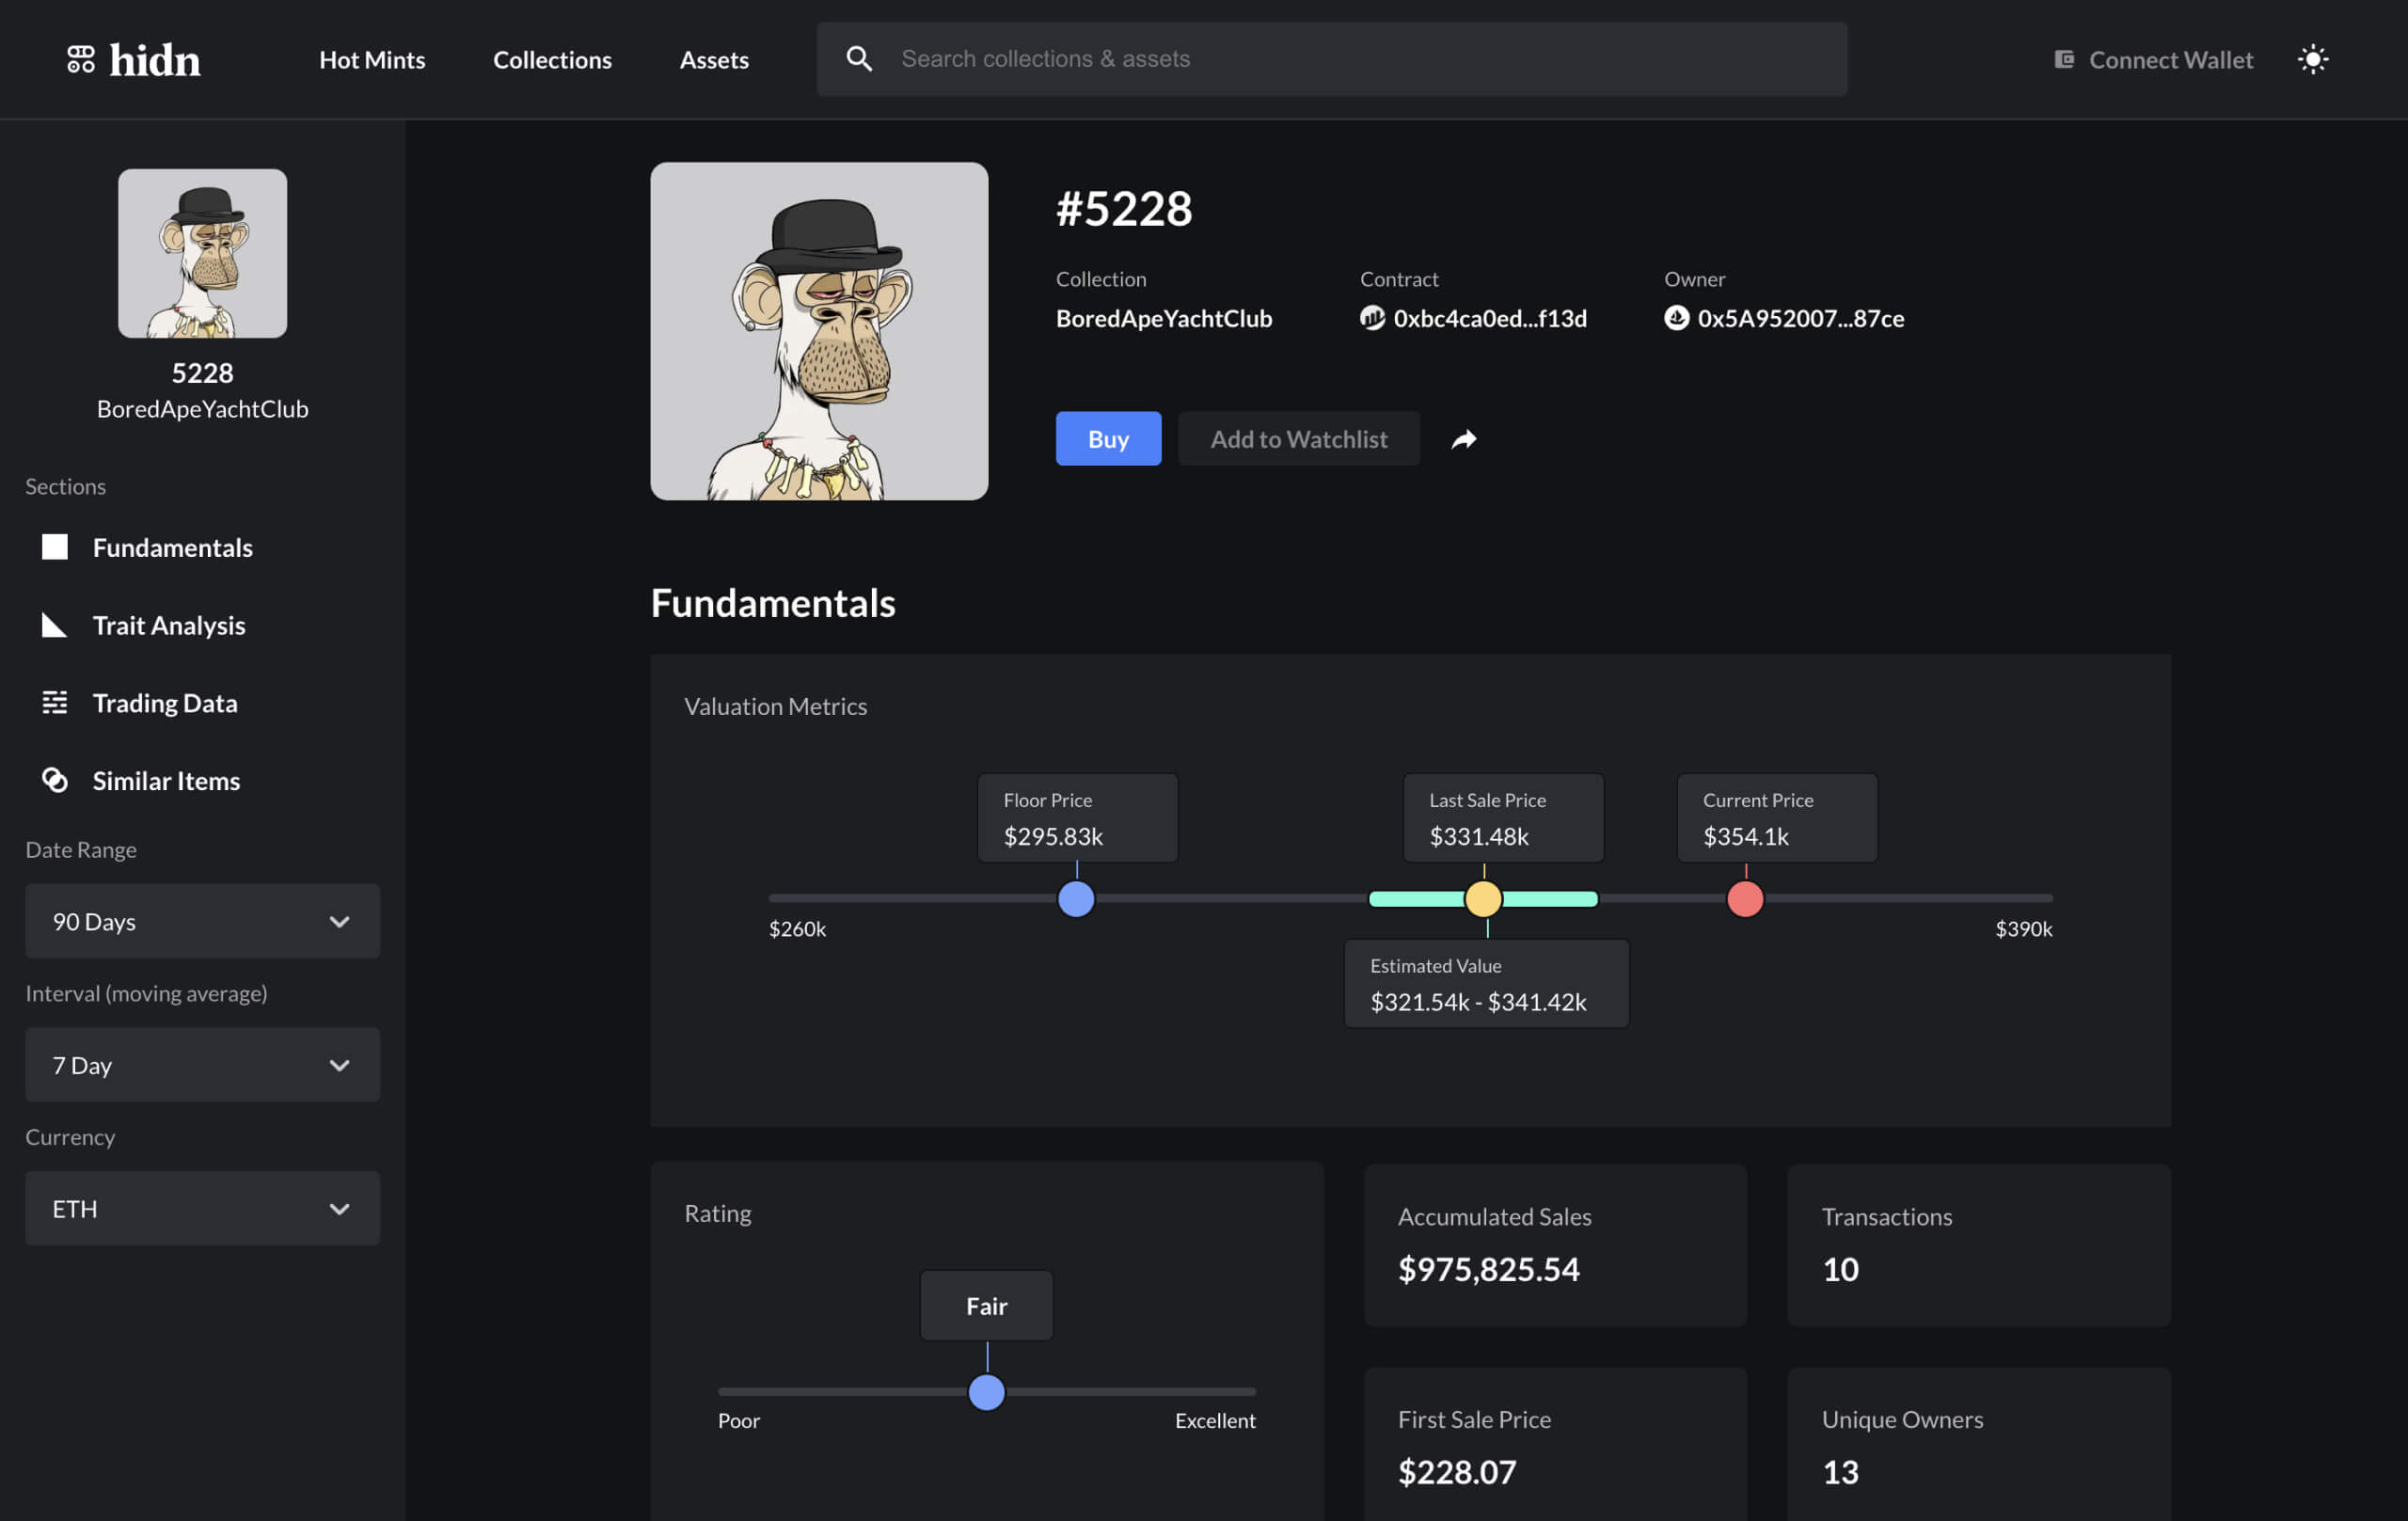 hidn
Hot Mints
Collections
Assets
Search collections & assets
Connect Wallet
5228
BoredApeYachtClub
Sections
Fundamentals
Trait Analysis
Trading Data
Similar Items
Date Range
90 Days
Interval (moving average)
7 Day
Currency
ETH
#5228
Collection
BoredApeYachtClub
Contract
0xbc4ca0ed...f13d
Owner
0x5A952007...87ce
Buy
Add to Watchlist
Fundamentals
Valuation Metrics
Floor Price
$295.83k
Last Sale Price
$331.48k
Current Price
$354.1k
$260k
$390k
Estimated Value
$321.54k - $341.42k
Rating
Fair
Poor
Excellent
Accumulated Sales
$975,825.54
Transactions
10
First Sale Price
$228.07
Unique Owners
13